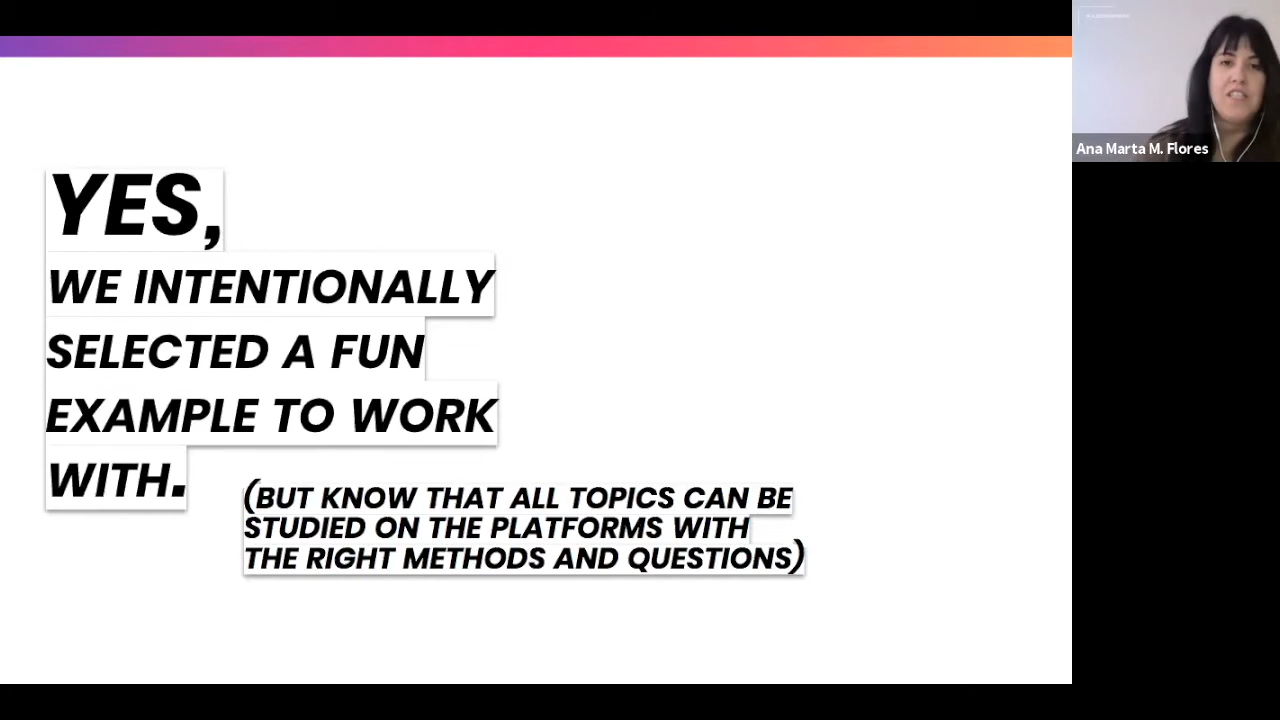 YES,
WE INTENTIONALLY
SELECTED A FUN
EXAMPLE TO WORK
WITH.
(BUT KNOW THAT ALL TOPICS CAN BE
STUDIED ON THE PLATFORMS WITH
THE RIGHT METHODS AND QUESTIONS)
Ana Marta M. Flores